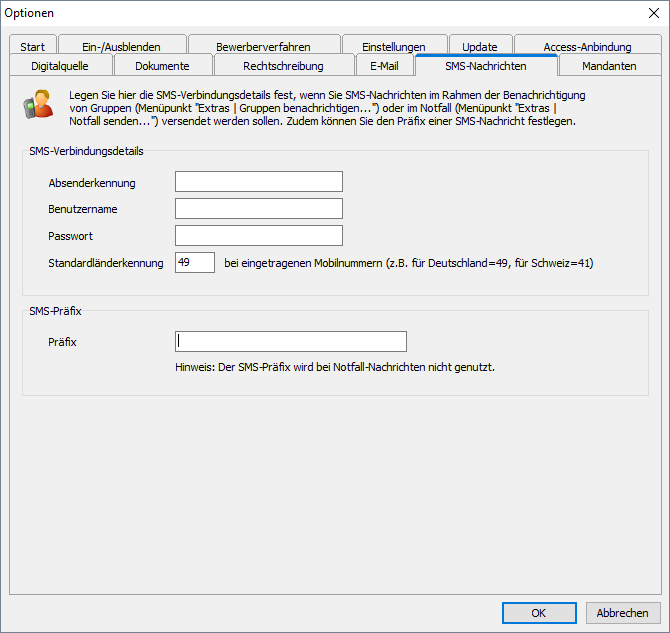 Optionen
Start Ein-/Ausblenden Bewerberverfahren Einstellungen Update Access-Anbindung
Digitalquelle Dokumente Rechtschreibung E-Mail SMS-Nachrichten Mandanten
Legen Sie hier die SMS-Verbindungsdetails fest, wenn Sie SMS-Nachrichten im Rahmen der Benachrichtigung
von Gruppen (Menüpunkt "Extras | Gruppen benachrichtigen...") oder im Notfall (Menüpunkt "Extras |
Notfall senden...") versendet werden sollen. Zudem können Sie den Präfix einer SMS-Nachricht festlegen.
SMS-Verbindungsdetails
Absenderkennung
Benutzername
Passwort
Standardländerkennung 49 bei eingetragenen Mobilnummern (z.B. für Deutschland=49, für Schweiz=41)
SMS-Präfix
Präfix
Hinweis: Der SMS-Präfix wird bei Notfall-Nachrichten nicht genutzt.
OK Abbrechen